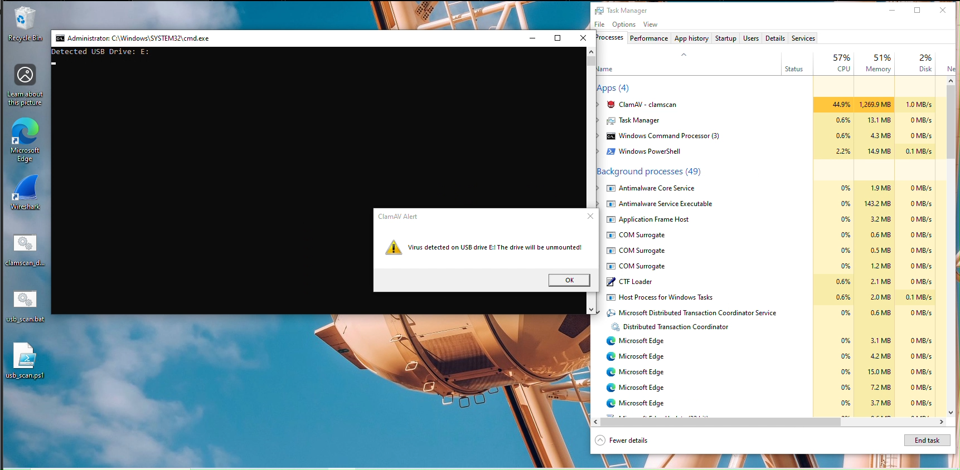 Recycle Bin
Learn about
this picture
Microsoft
Edge
Wireshark
clamscan_d...
usb_scan.bat
usb_scan.ps1
Administrator: C:\Windows\SYSTEM32\cmd.exe
Detected USB Drive: E:
ClamAV Alert
Virus detected on USB drive E:! The drive will be unmounted!
OK
Task Manager
File Options View
Processes Performance App history Startup Users Details Services
57% 51% 2%
Name Status CPU Memory Disk Ne
Apps (4)
ClamAV - clamscan 44.9% 1,269.9 MB 1.0 MB/s
Task Manager 0.6% 13.1 MB 0 MB/s
Windows Command Processor (3) 0.6% 4.3 MB 0 MB/s
Windows PowerShell 2.2% 14.9 MB 0.1 MB/s
Background processes (49)
Antimalware Core Service 0% 1.9 MB 0 MB/s
Antimalware Service Executable 0% 143.2 MB 0 MB/s
Application Frame Host 0% 3.2 MB 0 MB/s
COM Surrogate 0% 0.6 MB 0 MB/s
COM Surrogate 0% 0.5 MB 0 MB/s
COM Surrogate 0% 1.2 MB 0 MB/s
CTF Loader 0.6% 2.1 MB 0 MB/s
Host Process for Windows Tasks 0.6% 2.0 MB 0.1 MB/s
Microsoft Distributed Transaction Coordinator Service 0% 0.6 MB 0 MB/s
Distributed Transaction Coordinator
Microsoft Edge 0% 3.1 MB 0 MB/s
Microsoft Edge 0% 4.2 MB 0 MB/s
Microsoft Edge 0% 15.0 MB 0 MB/s
Microsoft Edge 0% 7.2 MB 0 MB/s
Microsoft Edge 0% 3.7 MB 0 MB/s
Fewer details
End task